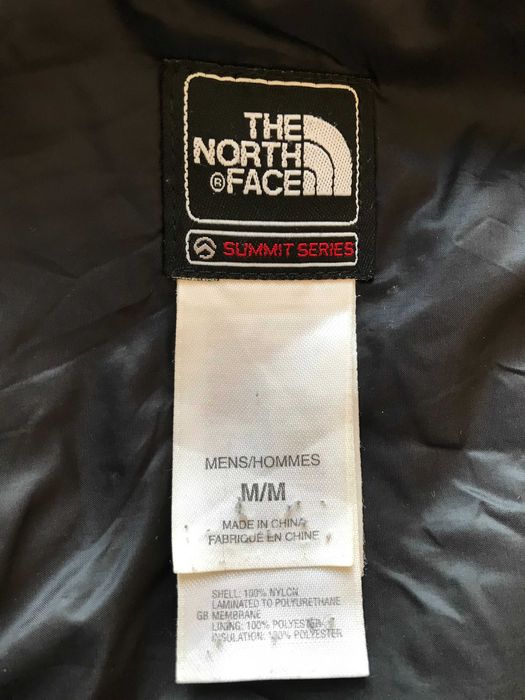 THE
NORTH
®FACE
SUMMIT SERIES
MENS/HOMMES
M/M
MADE IN CHINA
FABRIQUÉ EN CHINE
SHELL: 100% NYLON
LAMINATED TO POLYURETHANE
GB MEMBRANE
LINING: 100% POLYESTER
INSULATION: 100% POLYESTER